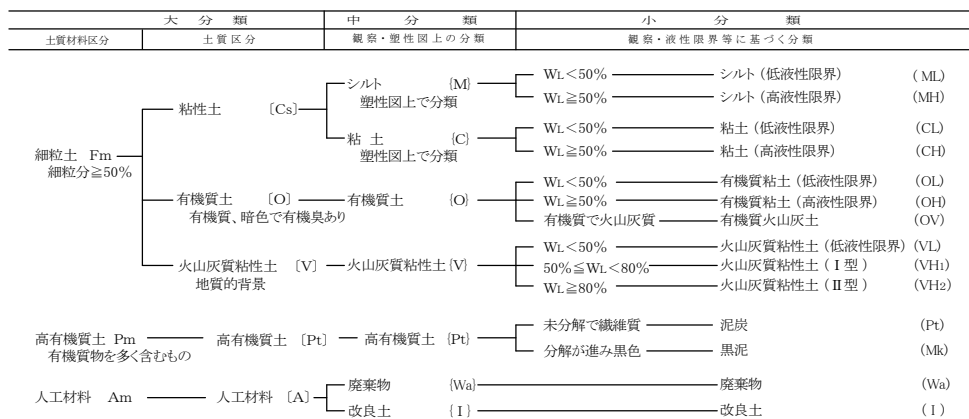 大 分 類 中 分 類 小 分 類
土質材料区分 土質区分 観察・塑性図上の分類 観察・液性限界等に基づく分類
WL<50% シルト (低液性限界) (ML)
シルト {M}
塑性図上で分類
WL≧50% シルト (高液性限界) (MH)
粘性土 〔Cs〕
WL<50% 粘土 (低液性限界) (CL)
粘 土 {C}
塑性図上で分類
WL≧50% 粘土 (高液性限界) (CH)
細粒土 Fm
細粒分≧50%
WL<50% 有機質粘土 (低液性限界) (OL)
有機質土 〔O〕 有機質土 {O} WL≧50% 有機質粘土 (高液性限界) (OH)
有機質、暗色で有機臭あり
有機質で火山灰質 有機質火山灰土 (OV)
WL<50% 火山灰質粘性土 (低液性限界) (VL)
火山灰質粘性土 〔V〕 火山灰質粘性土 {V} 50%≦WL<80% 火山灰質粘性土 (Ⅰ型) (VH1)
地質的背景
WL≧80% 火山灰質粘性土 (Ⅱ型) (VH2)
未分解で繊維質 泥炭 (Pt)
高有機質土 Pm 高有機質土 〔Pt〕 高有機質土 {Pt}
有機質物を多く含むもの
分解が進み黒色 黒泥 (Mk)
廃棄物 {Wa} 廃棄物 (Wa)
人工材料 Am 人工材料 〔A〕
改良土 {I} 改良土 (I)